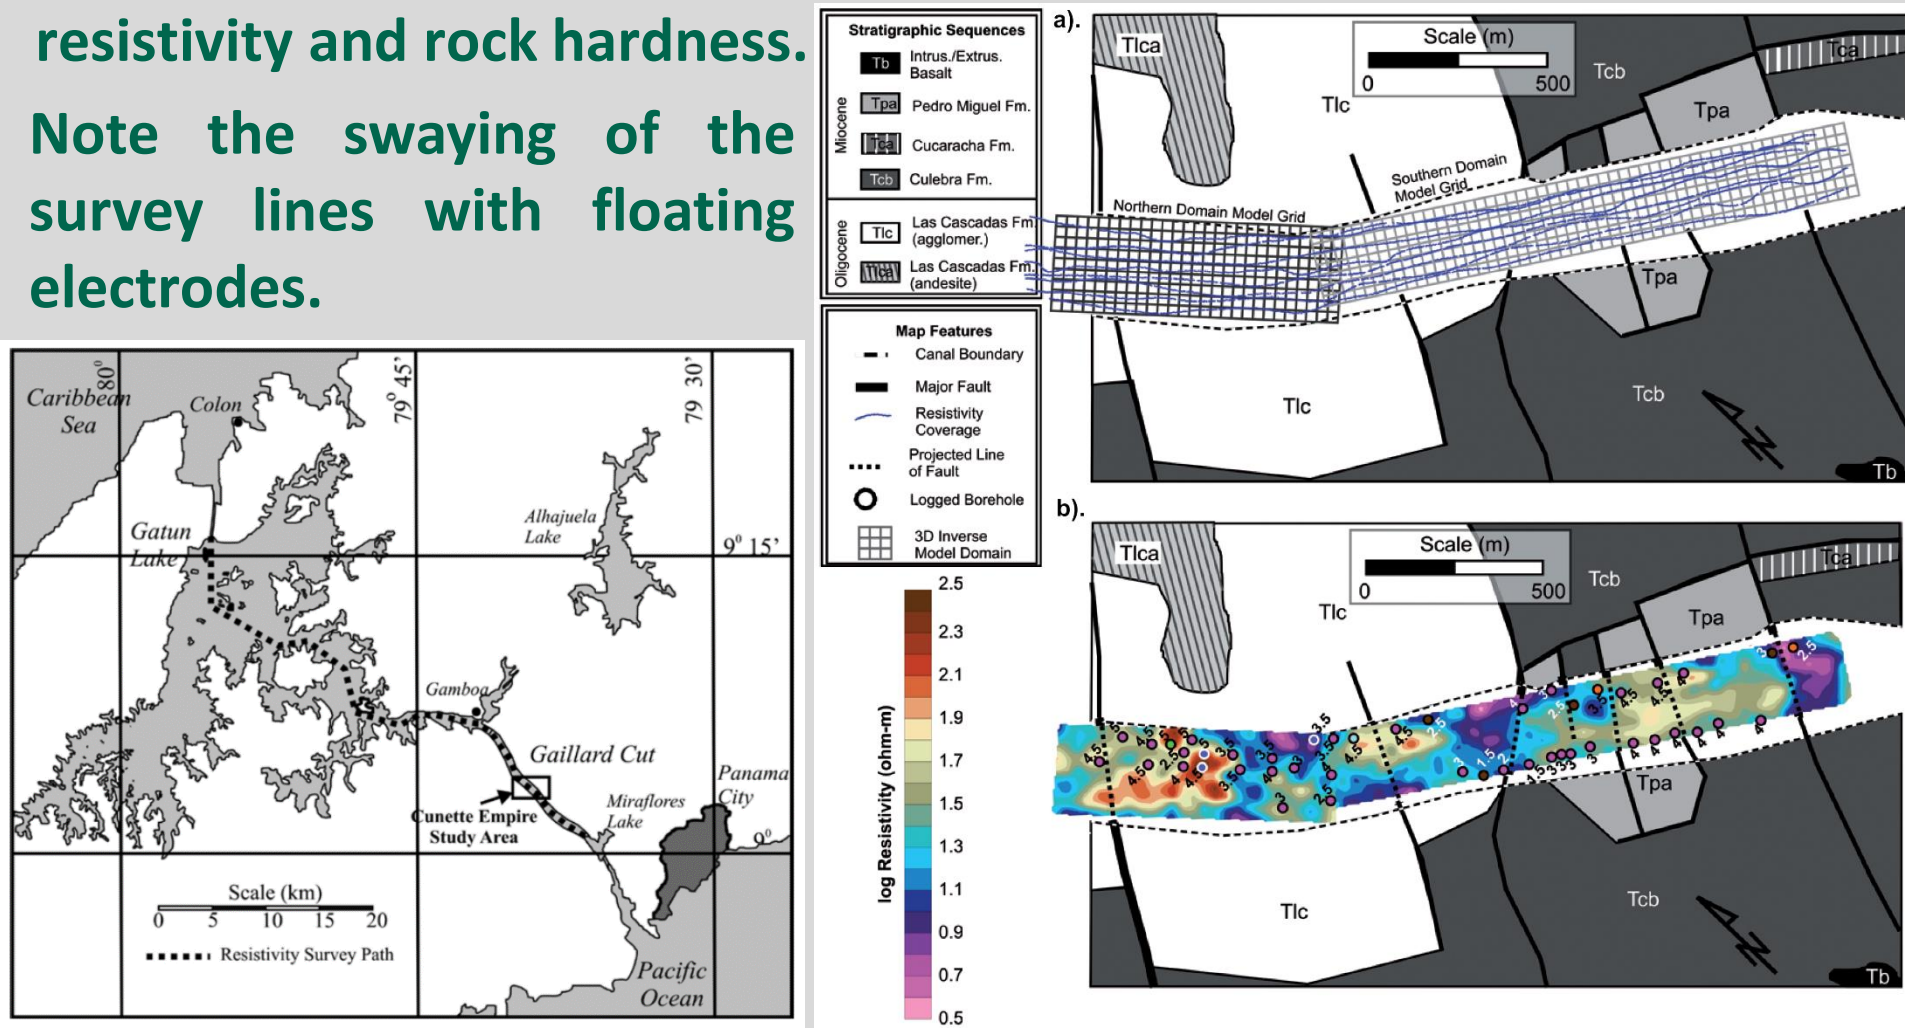 resistivity and rock hardness.
Note the swaying of the
survey lines with floating
electrodes.
Caribbean
Sea
80⁰
Colon
79⁰ 45’
79 30’
Gatun
Lake
Alhajuela
Lake
9⁰ 15’
Gamboa
Gaillard Cut
Panama
City
Cunette Empire
Study Area
Miraflores
Lake
9⁰
Scale (km)
0 5 10 15 20
Resistivity Survey Path
Pacific
Ocean
Stratigraphic Sequences
Miocene
Tb Intrus./Extrus.
Basalt
Tpa Pedro Miguel Fm.
Tca Cucaracha Fm.
Tcb Culebra Fm.
Oligocene
Tlc Las Cascadas Fm.
(agglomer.)
Tlca Las Cascadas Fm.
(andesite)
Map Features
Canal Boundary
Major Fault
Resistivity
Coverage
Projected Line
of Fault
Logged Borehole
3D Inverse
Model Domain
log Resistivity (ohm-m)
2.5
2.3
2.1
1.9
1.7
1.5
1.3
1.1
0.9
0.7
0.5
a).
Tlca
Scale (m)
0 500
Tlc
Tcb
Tca
Tpa
Southern Domain
Model Grid
Northern Domain Model Grid
Tpa
Tlc
Tcb
Tb
b).
Tlca
Scale (m)
0 500
Tlc
Tcb
Tca
Tpa
Tpa
Tlc
Tcb
Tb